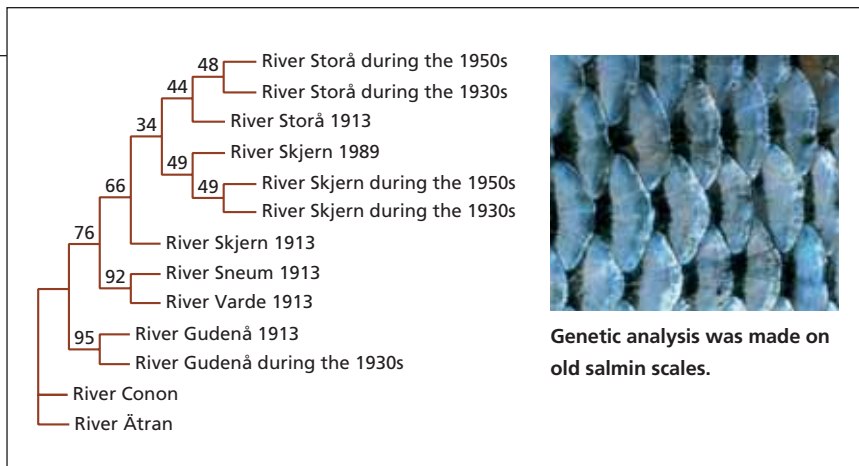 48
River Storå during the 1950s
44
River Storå during the 1930s
34
River Storå 1913
River Skjern 1989
49
66
49
River Skjern during the 1950s
River Skjern during the 1930s
76
River Skjern 1913
92
River Sneum 1913
River Varde 1913
95
River Gudenå 1913
River Gudenå during the 1930s
River Conon
River Ätran
Genetic analysis was made on
old salmin scales.